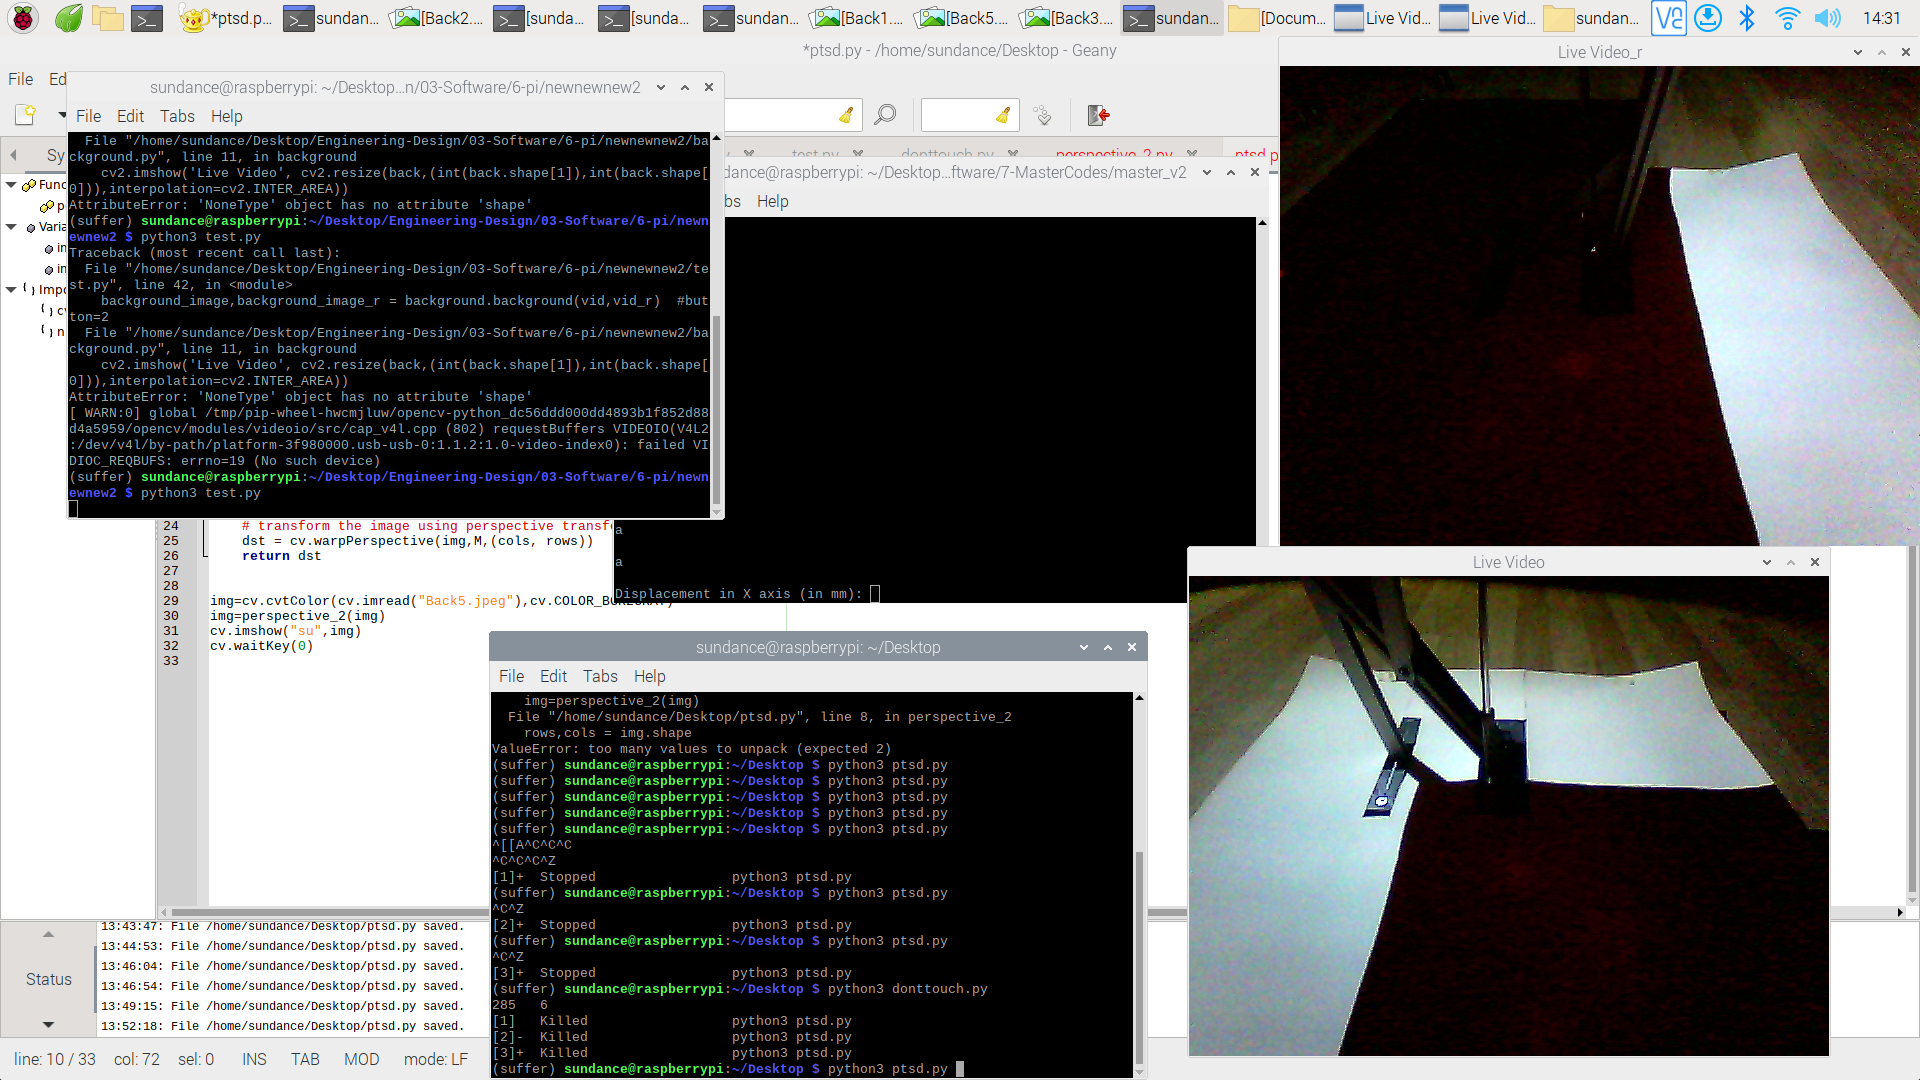 *ptsd.p... sundan... [Back2.... [sunda... [sunda... sundan... [Back1.... [Back5.... [Back3.... sundan... [Docum... Live Vid... Live Vid... sundan... 14:31
*ptsd.py - /home/sundance/Desktop - Geany
File Ed
Sy
test.py
donttouch.py
perspective_2.py
ptsd.p
Func
p
Varia
in
in
Impo
c
n
sundance@raspberrypi: ~/Desktop...n/03-Software/6-pi/newnewnew2
File Edit Tabs Help
File "/home/sundance/Desktop/Engineering-Design/03-Software/6-pi/newnewnew2/ba
ckground.py", line 11, in background
cv2.imshow('Live Video', cv2.resize(back,(int(back.shape[1]),int(back.shape[
0])),interpolation=cv2.INTER_AREA))
AttributeError: 'NoneType' object has no attribute 'shape'
(suffer) sundance@raspberrypi:~/Desktop/Engineering-Design/03-Software/6-pi/newn
ewnew2 $ python3 test.py
Traceback (most recent call last):
File "/home/sundance/Desktop/Engineering-Design/03-Software/6-pi/newnewnew2/te
st.py", line 42, in <module>
background_image,background_image_r = background.background(vid,vid_r)  #but
ton=2
File "/home/sundance/Desktop/Engineering-Design/03-Software/6-pi/newnewnew2/ba
ckground.py", line 11, in background
cv2.imshow('Live Video', cv2.resize(back,(int(back.shape[1]),int(back.shape[
0])),interpolation=cv2.INTER_AREA))
AttributeError: 'NoneType' object has no attribute 'shape'
[ WARN:0] global /tmp/pip-wheel-hwcmjluw/opencv-python_dc56ddd000dd4893b1f852d88
d4a5959/opencv/modules/videoio/src/cap_v4l.cpp (802) requestBuffers VIDEOIO(V4L2
:/dev/v4l/by-path/platform-3f980000.usb-usb-0:1.1.2:1.0-video-index0): failed VI
DIOC_REQBUFS: errno=19 (No such device)
(suffer) sundance@raspberrypi:~/Desktop/Engineering-Design/03-Software/6-pi/newn
ewnew2 $ python3 test.py
dance@raspberrypi: ~/Desktop...ftware/7-MasterCodes/master_v2
bs Help
a
a
Displacement in X axis (in mm):
24 # transform the image using perspective transf
25 dst = cv.warpPerspective(img,M,(cols, rows))
26 return dst
27
28
29 img=cv.cvtColor(cv.imread("Back5.jpeg"),cv.COLOR_BGR2GRAY)
30 img=perspective_2(img)
31 cv.imshow("su",img)
32 cv.waitKey(0)
33
sundance@raspberrypi: ~/Desktop
File Edit Tabs Help
img=perspective_2(img)
File "/home/sundance/Desktop/ptsd.py", line 8, in perspective_2
rows,cols = img.shape
ValueError: too many values to unpack (expected 2)
(suffer) sundance@raspberrypi:~/Desktop $ python3 ptsd.py
(suffer) sundance@raspberrypi:~/Desktop $ python3 ptsd.py
(suffer) sundance@raspberrypi:~/Desktop $ python3 ptsd.py
(suffer) sundance@raspberrypi:~/Desktop $ python3 ptsd.py
(suffer) sundance@raspberrypi:~/Desktop $ python3 ptsd.py
^[[A^C^C^C
^C^C^C^Z
[1]+  Stopped                 python3 ptsd.py
(suffer) sundance@raspberrypi:~/Desktop $ python3 ptsd.py
^C^Z
[2]+  Stopped                 python3 ptsd.py
(suffer) sundance@raspberrypi:~/Desktop $ python3 ptsd.py
^C^Z
[3]+  Stopped                 python3 ptsd.py
(suffer) sundance@raspberrypi:~/Desktop $ python3 donttouch.py
285   6
[1]   Killed                  python3 ptsd.py
[2]-  Killed                  python3 ptsd.py
[3]+  Killed                  python3 ptsd.py
(suffer) sundance@raspberrypi:~/Desktop $ python3 ptsd.py
Live Video_r
Live Video
Status
13:43:47: File /home/sundance/Desktop/ptsd.py saved.
13:44:53: File /home/sundance/Desktop/ptsd.py saved.
13:46:04: File /home/sundance/Desktop/ptsd.py saved.
13:46:54: File /home/sundance/Desktop/ptsd.py saved.
13:49:15: File /home/sundance/Desktop/ptsd.py saved.
13:52:18: File /home/sundance/Desktop/ptsd.py saved.
line: 10 / 33 col: 72 sel: 0 INS TAB MOD mode: LF